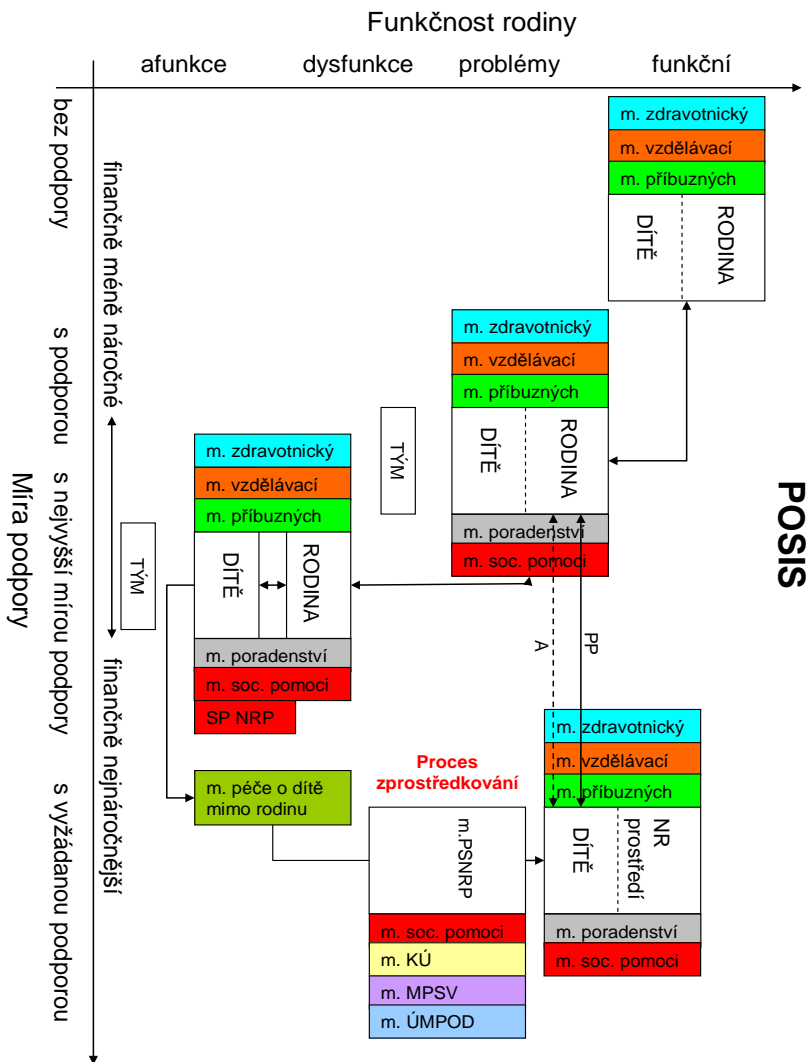 POSIS
Funkčnost rodiny
afunkce
dysfunkce
problémy
funkční
bez podpory
s podporou
s nejvyšší mírou podpory
s vyžádanou podporou
Míra podpory
finančně méně náročné
finančně nejnáročnější
m. zdravotnický
m. vzdělávací
m. příbuzných
RODINA
DÍTĚ
m. zdravotnický
m. vzdělávací
m. příbuzných
RODINA
DÍTĚ
m. poradenství
m. soc. pomoci
TÝM
m. zdravotnický
m. vzdělávací
m. příbuzných
RODINA
DÍTĚ
m. poradenství
m. soc. pomoci
SP NRP
TÝM
PP
A
m. péče o dítě
mimo rodinu
Proces
zprostředkování
m.PSNRP
m. soc. pomoci
m. KÚ
m. MPSV
m. ÚMPOD
m. zdravotnický
m. vzdělávací
m. příbuzných
NR
prostředí
DÍTĚ
m. poradenství
m. soc. pomoci